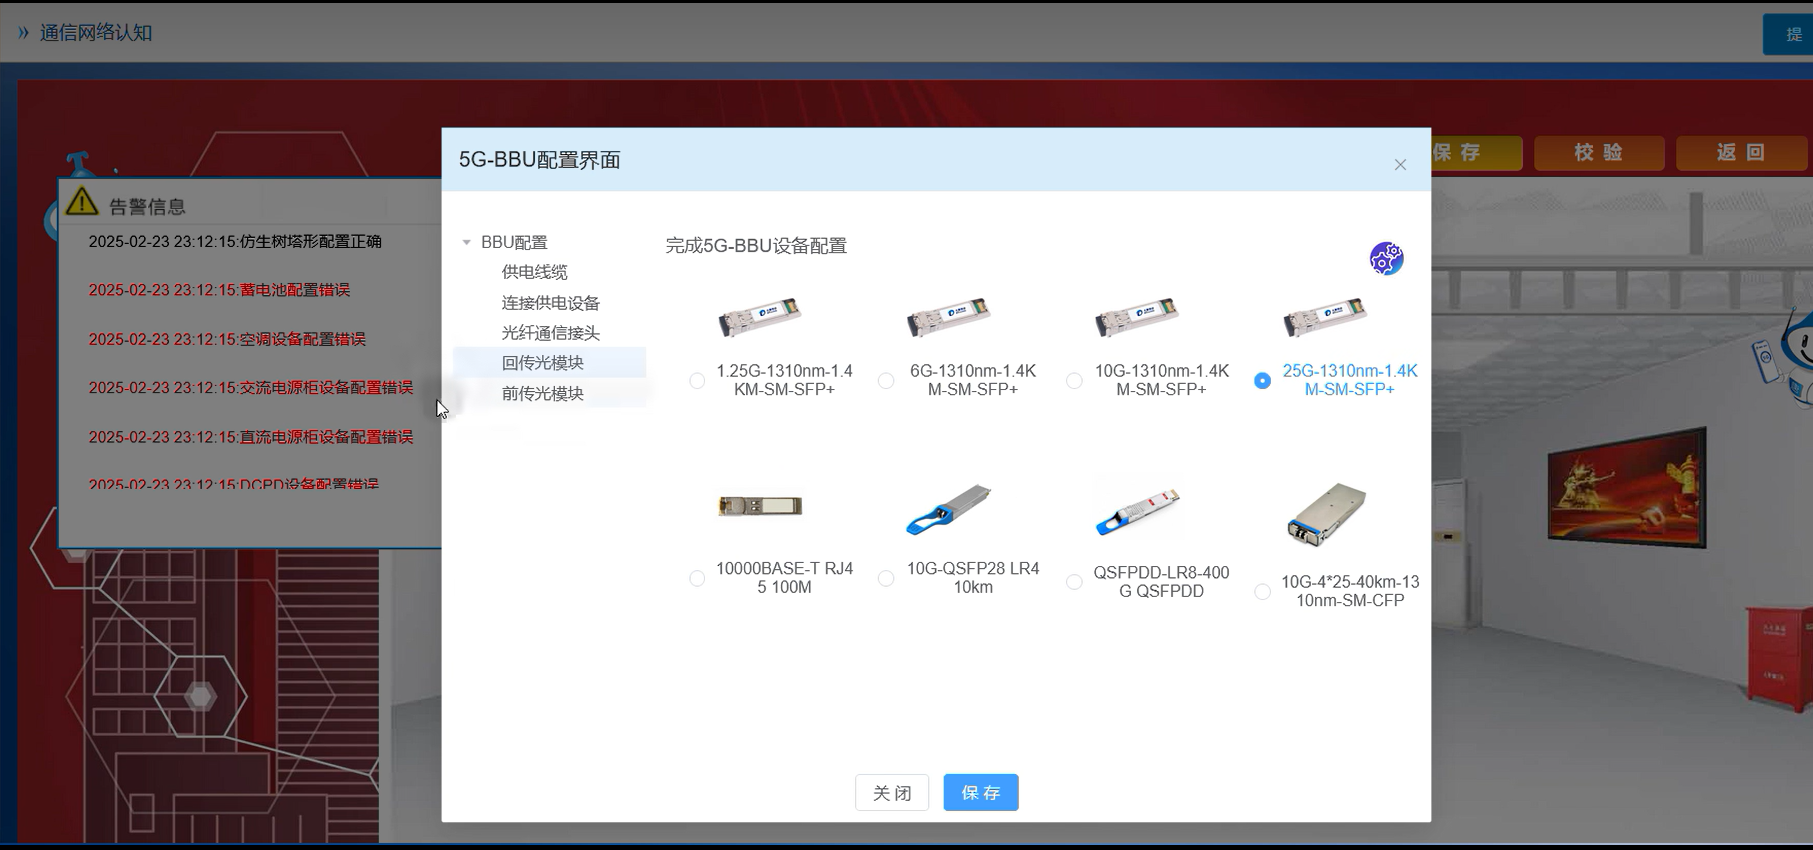 通信网络认知
提
保 存
校 验
返 回
告警信息
2025-02-23 23:12:15:仿生树塔形配置正确
2025-02-23 23:12:15:蓄电池配置错误
2025-02-23 23:12:15:空调设备配置错误
2025-02-23 23:12:15:交流电源柜设备配置错误
2025-02-23 23:12:15:直流电源柜设备配置错误
2025-02-23 23:12:15:DCPD设备配置错误
5G-BBU配置界面
BBU配置
供电线缆
连接供电设备
光纤通信接头
回传光模块
前传光模块
完成5G-BBU设备配置
1.25G-1310nm-1.4
KM-SM-SFP+
6G-1310nm-1.4K
M-SM-SFP+
10G-1310nm-1.4K
M-SM-SFP+
25G-1310nm-1.4K
M-SM-SFP+
10000BASE-T RJ4
5 100M
10G-QSFP28 LR4
10km
QSFPDD-LR8-400
G QSFPDD
10G-4*25-40km-13
10nm-SM-CFP
关 闭
保 存